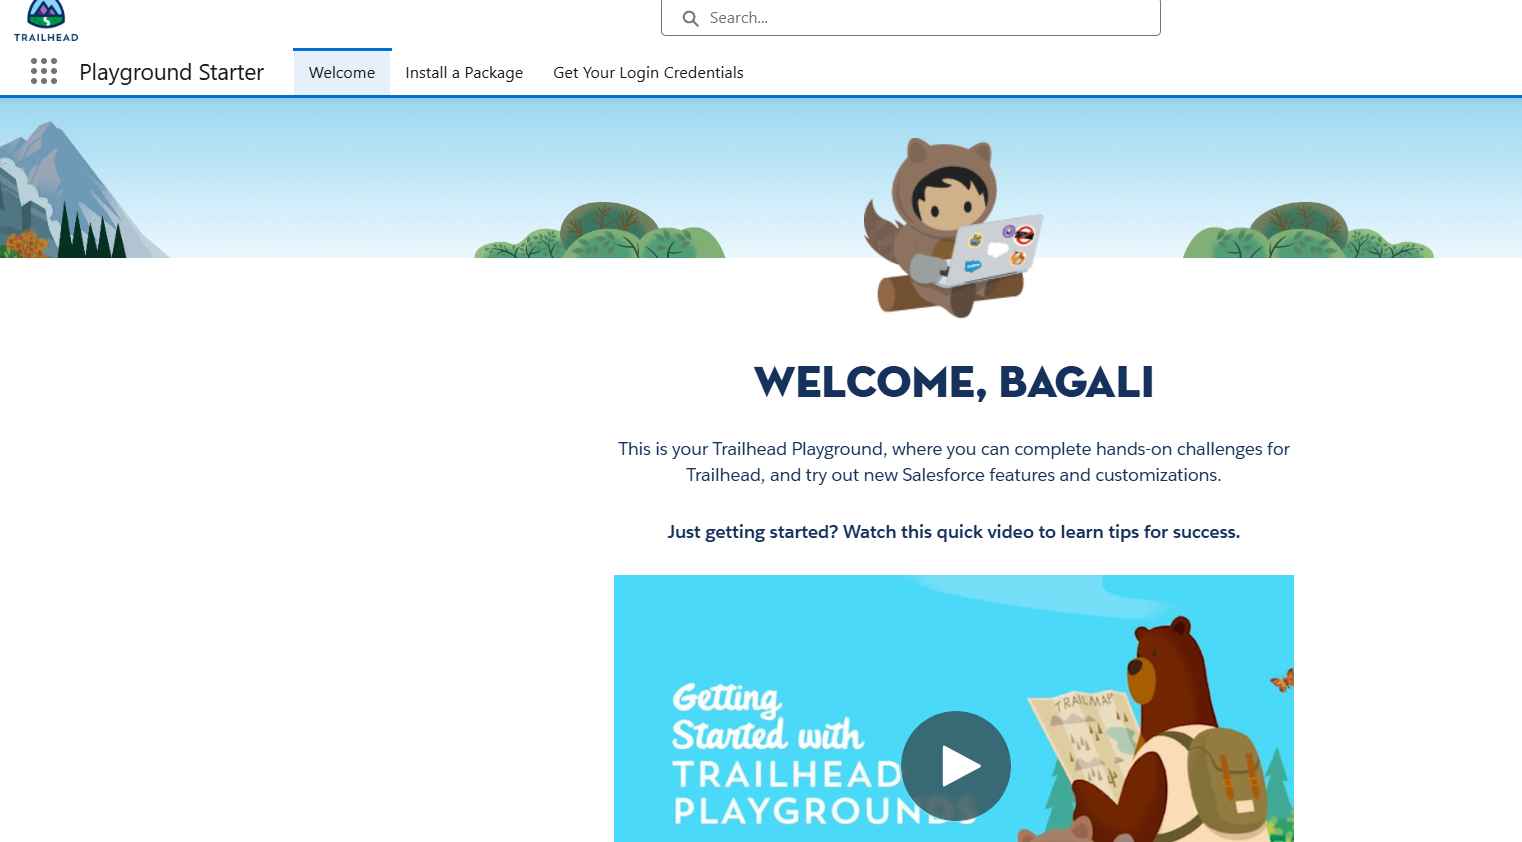 TRAILHEAD
Search...
Playground Starter
Welcome
Install a Package
Get Your Login Credentials
WELCOME, BAGALI
This is your Trailhead Playground, where you can complete hands-on challenges for
Trailhead, and try out new Salesforce features and customizations.
Just getting started? Watch this quick video to learn tips for success.
Getting
Started with
TRAILHEAD
PLAYGROUNDS
TRAILMAP